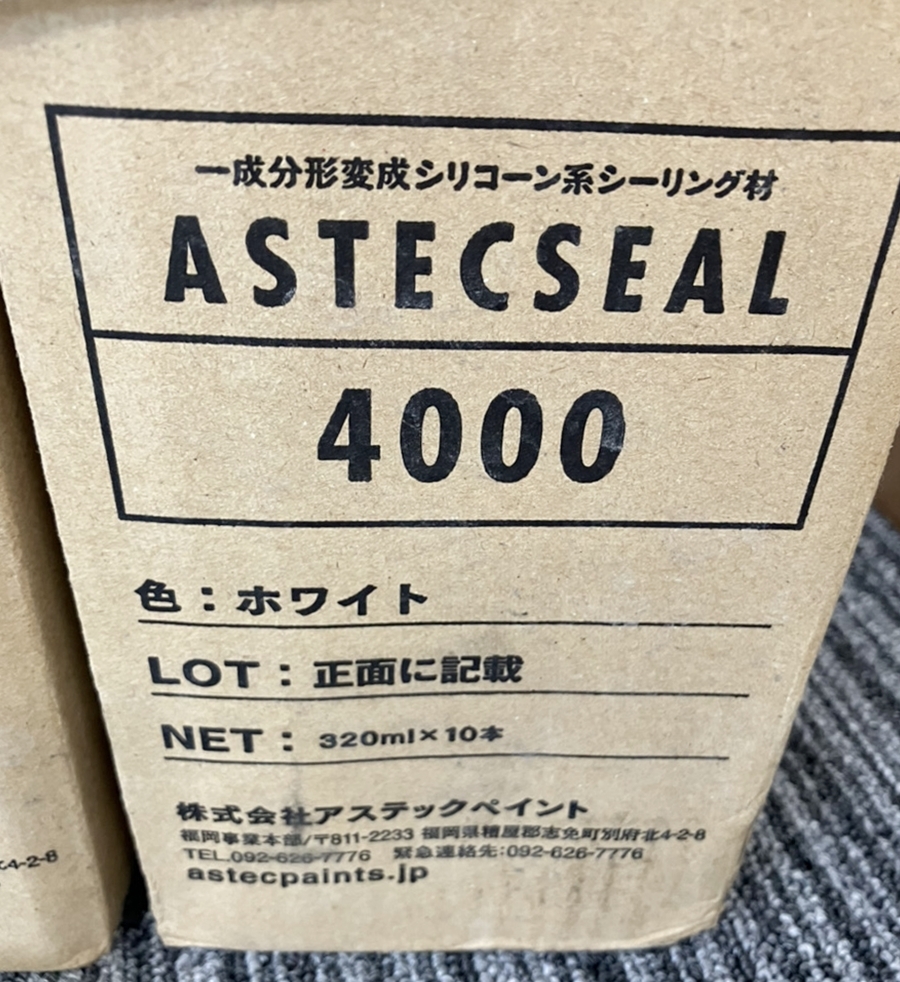 一成分形変成シリコーン系シーリング材
ASTECSEAL
4000
色：ホワイト
LOT：正面に記載
NET：320ml×10本
株式会社アステックペイント
福岡事業本部/〒811-2233 福岡県糟屋郡志免町別府北4-2-8
TEL.092-626-7776 緊急連絡先:092-626-7776
astecpaints.jp
4-2-8